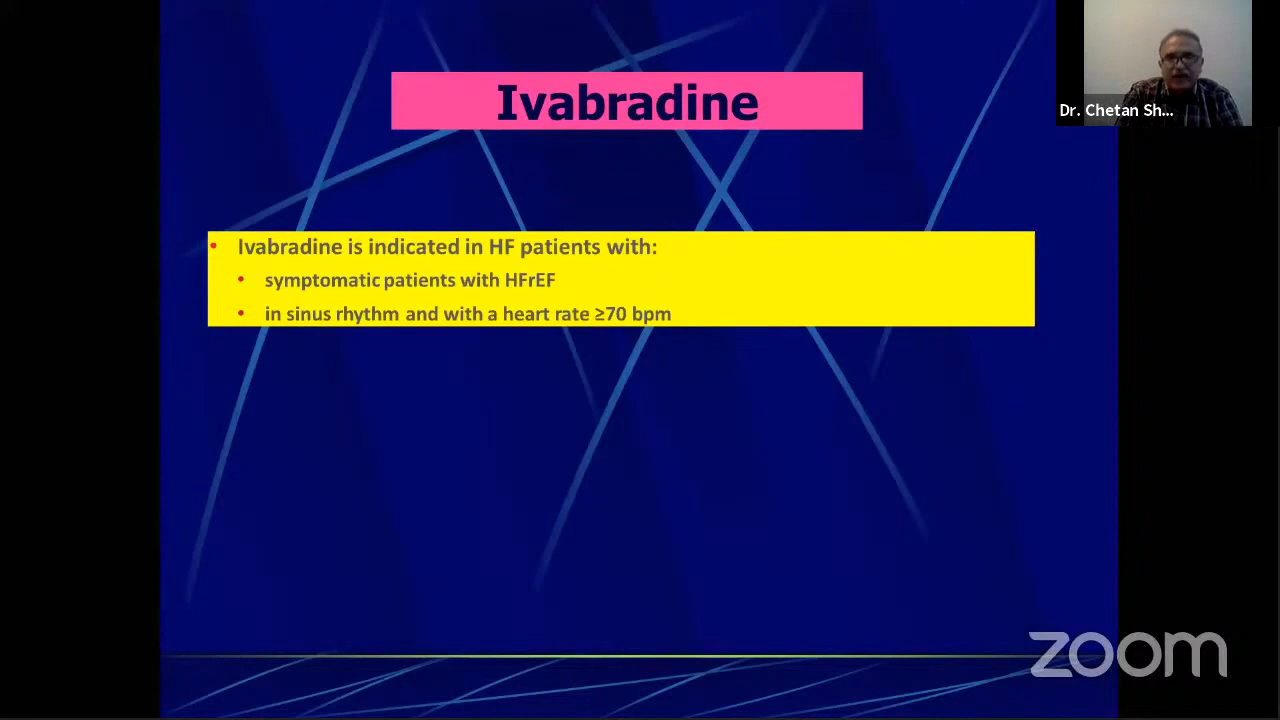 Ivabradine
Dr. Chetan Sh...
• Ivabradine is indicated in HF patients with:
• symptomatic patients with HFrEF
• in sinus rhythm and with a heart rate ≥70 bpm
zoom